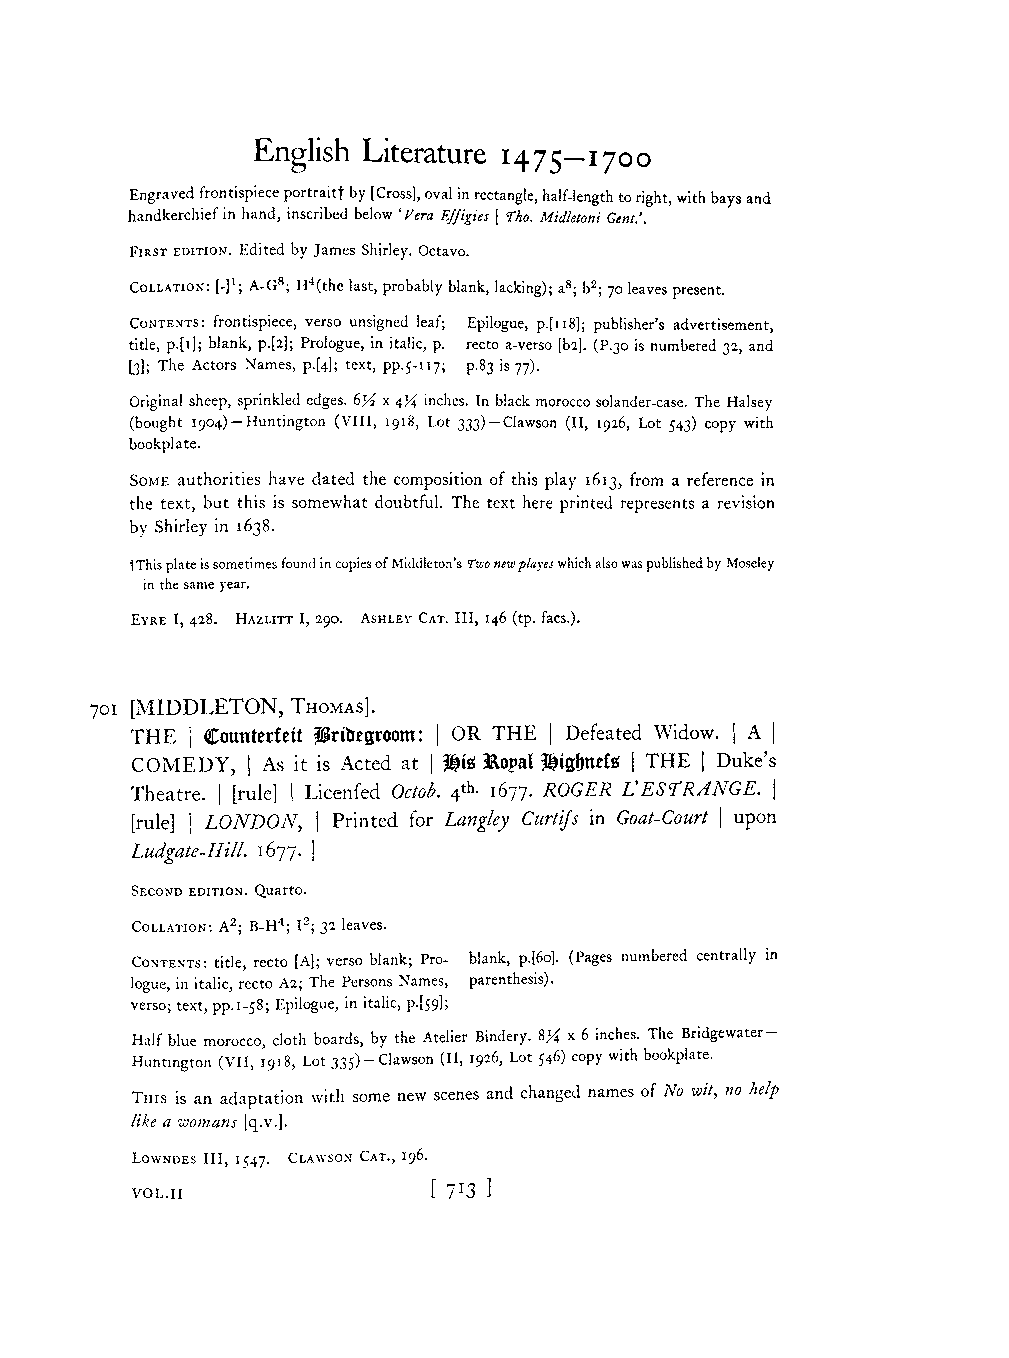 English Literature 1475–1700
Engraved frontispiece portrait† by [Cross], oval in rectangle, half-length to right, with bays and
handkerchief in hand, inscribed below 'Vera Effigies | Tho. Midletoni Gent.'.
FIRST EDITION. Edited by James Shirley. Octavo.
COLLATION: [-]¹; A-G⁸; H⁴(the last, probably blank, lacking); a⁸; b²; 70 leaves present.
CONTENTS: frontispiece, verso unsigned leaf;
title, p.[1]; blank, p.[2]; Prologue, in italic, p.
[3]; The Actors Names, p.[4]; text, pp.5-117;
Epilogue, p.[118]; publisher's advertisement,
recto a-verso [b2]. (P.30 is numbered 32, and
p.83 is 77).
Original sheep, sprinkled edges. 6½ x 4¼ inches. In black morocco solander-case. The Halsey
(bought 1904)—Huntington (VIII, 1918, Lot 333)—Clawson (II, 1926, Lot 543) copy with
bookplate.
SOME authorities have dated the composition of this play 1613, from a reference in
the text, but this is somewhat doubtful. The text here printed represents a revision
by Shirley in 1638.
†This plate is sometimes found in copies of Middleton's Two new playes which also was published by Moseley
in the same year.
EYRE I, 428. HAZLITT I, 290. ASHLEY CAT. III, 146 (tp. facs.).
701 [MIDDLETON, THOMAS].
THE | Counterfeit Bridegroom: | OR THE | Defeated Widow. | A |
COMEDY, | As it is Acted at | His Royal Highneſs | THE | Duke's
Theatre. | [rule] | Licenſed Octob. 4th. 1677. ROGER L'ESTRANGE. |
[rule] | LONDON, | Printed for Langley Curtiſs in Goat-Court | upon
Ludgate-Hill. 1677. |
SECOND EDITION. Quarto.
COLLATION: A²; B-H⁴; I²; 32 leaves.
CONTENTS: title, recto [A]; verso blank; Pro-
logue, in italic, recto A2; The Persons Names,
verso; text, pp.1-58; Epilogue, in italic, p.[59];
blank, p.[60]. (Pages numbered centrally in
parenthesis).
Half blue morocco, cloth boards, by the Atelier Bindery. 8¼ x 6 inches. The Bridgewater—
Huntington (VII, 1918, Lot 335)—Clawson (II, 1926, Lot 546) copy with bookplate.
THIS is an adaptation with some new scenes and changed names of No wit, no help
like a womans [q.v.].
LOWNDES III, 1547. CLAWSON CAT., 196.
VOL.II [ 713 ]